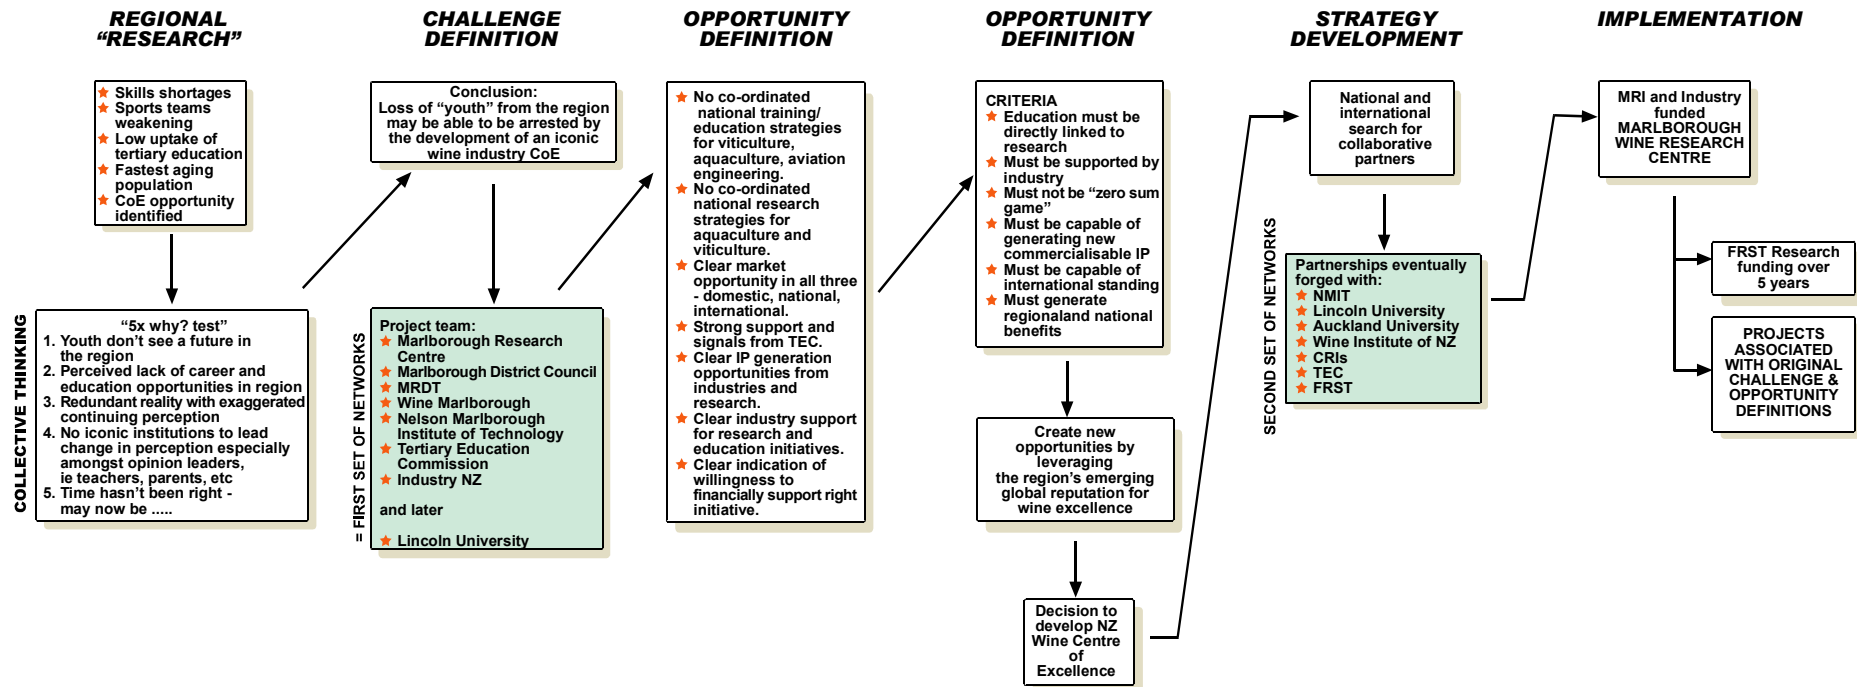 REGIONAL
“RESEARCH”
Skills shortages
Sports teams
weakening
Low uptake of
tertiary education
Fastest aging
population
CoE opportunity
identified
COLLECTIVE THINKING
“5x why? test”
1. Youth don’t see a future in
the region
2. Perceived lack of career and
education opportunities in region
3. Redundant reality with exaggerated
continuing perception
4. No iconic institutions to lead
change in perception especially
amongst opinion leaders,
ie teachers, parents, etc
5. Time hasn’t been right -
may now be .....
CHALLENGE
DEFINITION
Conclusion:
Loss of “youth” from the region
may be able to be arrested by
the development of an iconic
wine industry CoE
= FIRST SET OF NETWORKS
Project team:
Marlborough Research
Centre
Marlborough District Council
MRDT
Wine Marlborough
Nelson Marlborough
Institute of Technology
Tertiary Education
Commission
Industry NZ
and later
Lincoln University
OPPORTUNITY
DEFINITION
No co-ordinated
national training/
education strategies
for viticulture,
aquaculture, aviation
engineering.
No co-ordinated
national research
strategies for
aquaculture and
viticulture.
Clear market
opportunity in all three
- domestic, national,
international.
Strong support and
signals from TEC.
Clear IP generation
opportunities from
industries and
research.
Clear industry support
for research and
education initiatives.
Clear indication of
willingness to
financially support right
initiative.
OPPORTUNITY
DEFINITION
CRITERIA
Education must be
directly linked to
research
Must be supported by
industry
Must not be “zero sum
game”
Must be capable of
generating new
commercialisable IP
Must be capable of
international standing
Must generate
regionaland national
benefits
Create new
opportunities by
leveraging
the region’s emerging
global reputation for
wine excellence
Decision to
develop NZ
Wine Centre
of
Excellence
STRATEGY
DEVELOPMENT
National and
international
search for
collaborative
partners
SECOND SET OF NETWORKS
Partnerships eventually
forged with:
NMIT
Lincoln University
Auckland University
Wine Institute of NZ
CRIs
TEC
FRST
IMPLEMENTATION
MRI and Industry
funded
MARLBOROUGH
WINE RESEARCH
CENTRE
FRST Research
funding over
5 years
PROJECTS
ASSOCIATED
WITH ORIGINAL
CHALLENGE &
OPPORTUNITY
DEFINITIONS